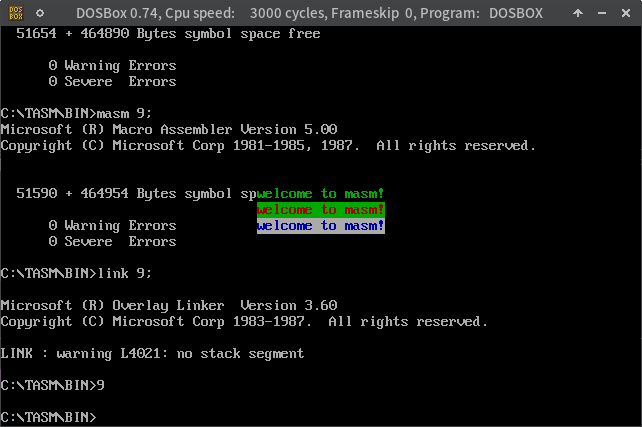 DOS
BOX
DOSBox 0.74, Cpu speed:    3000 cycles, Frameskip  0, Program:   DOSBOX
51654 + 464890 Bytes symbol space free
0 Warning Errors
0 Severe  Errors
C:\TASM\BIN>masm 9;
Microsoft (R) Macro Assembler Version 5.00
Copyright (C) Microsoft Corp 1981-1985, 1987.  All rights reserved.
51590 + 464954 Bytes symbol spwelcome to masm!
welcome to masm!
0 Warning Errors welcome to masm!
0 Severe  Errors
C:\TASM\BIN>link 9;
Microsoft (R) Overlay Linker  Version 3.60
Copyright (C) Microsoft Corp 1983-1987.  All rights reserved.
LINK : warning L4021: no stack segment
C:\TASM\BIN>9
C:\TASM\BIN>